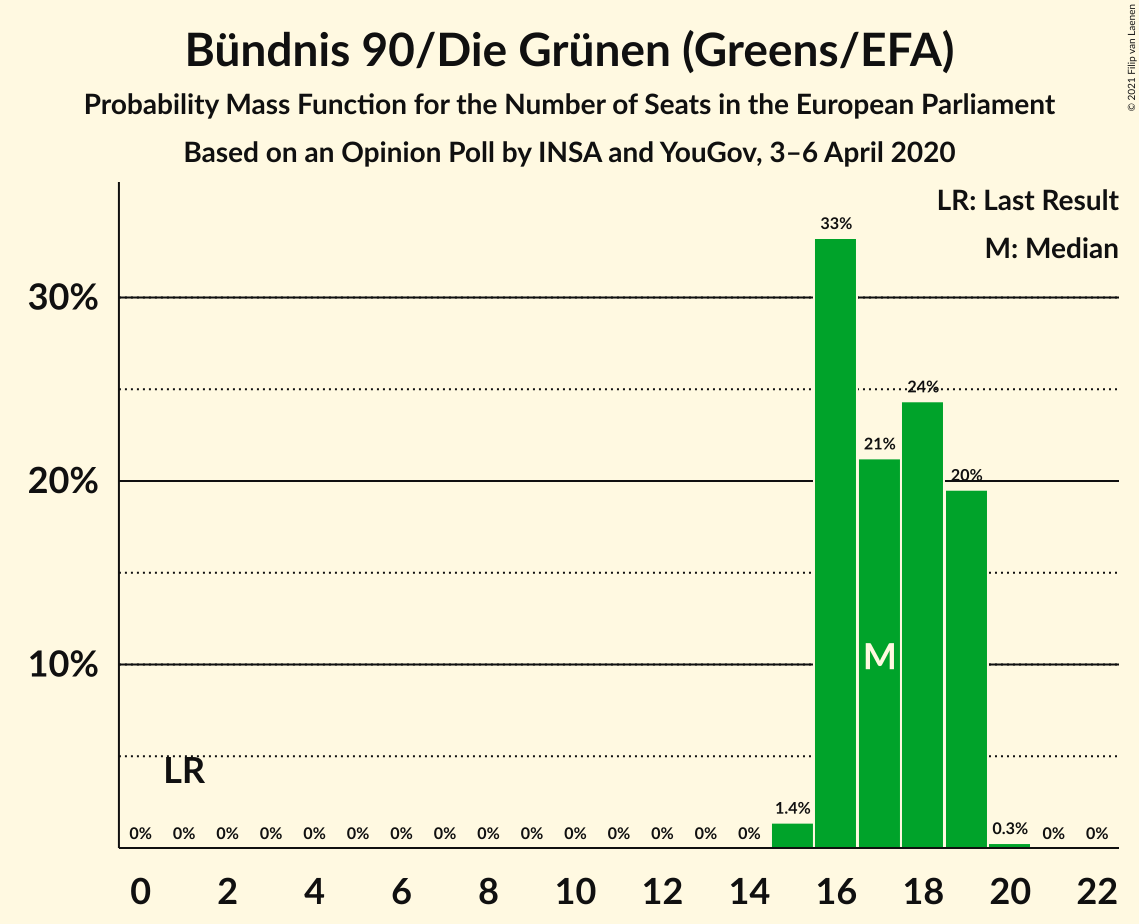 Bündnis 90/Die Grünen (Greens/EFA)
Probability Mass Function for the Number of Seats in the European Parliament
Based on an Opinion Poll by INSA and YouGov, 3–6 April 2020
© 2021 Filip van Laenen
LR: Last Result
M: Median
33%
30%
24%
21%
20%
20%
10%
M
LR
1.4%
0.3%
0% 0% 0% 0% 0% 0% 0% 0% 0% 0% 0% 0% 0% 0% 0% 0% 0%
0 2 4 6 8 10 12 14 16 18 20 22